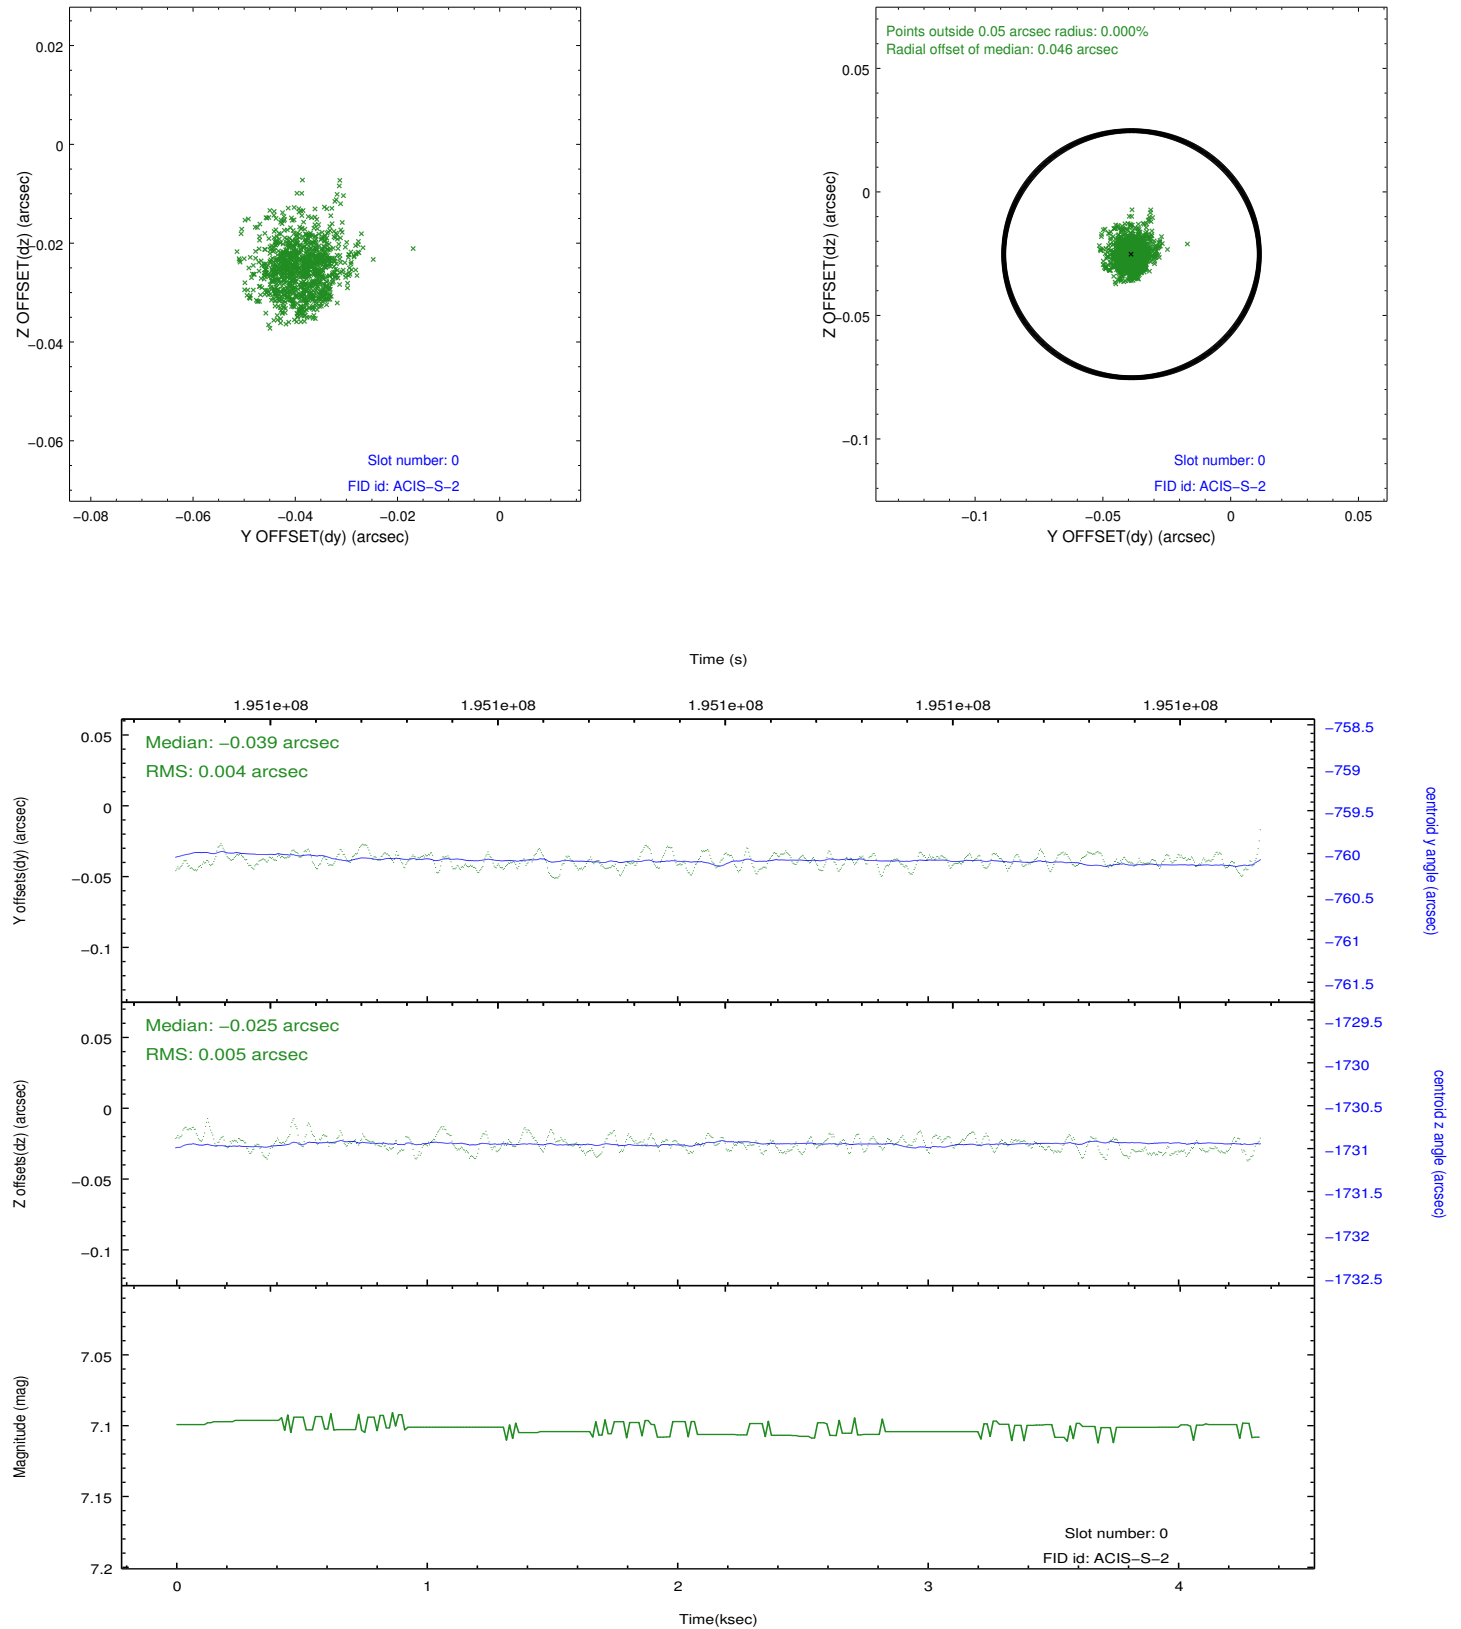 0.02
0
−0.02
−0.04
−0.06
Z OFFSET(dz) (arcsec)
Slot number: 0
FID id: ACIS−S−2
−0.08
−0.06
−0.04
−0.02
0
Y OFFSET(dy) (arcsec)
Points outside 0.05 arcsec radius: 0.000%
Radial offset of median: 0.046 arcsec
0.05
0
−0.05
−0.1
Z OFFSET(dz) (arcsec)
Slot number: 0
FID id: ACIS−S−2
−0.1
−0.05
0
0.05
Y OFFSET(dy) (arcsec)
Time (s)
1.951e+08
1.951e+08
1.951e+08
1.951e+08
1.951e+08
Median: −0.039 arcsec
RMS: 0.004 arcsec
0.05
0
−0.05
−0.1
Y offsets(dy) (arcsec)
−758.5
−759
−759.5
−760
−760.5
−761
−761.5
centroid y angle (arcsec)
Median: −0.025 arcsec
RMS: 0.005 arcsec
0.05
0
−0.05
−0.1
Z offsets(dz) (arcsec)
−1729.5
−1730
−1730.5
−1731
−1731.5
−1732
−1732.5
centroid z angle (arcsec)
7.05
7.1
7.15
7.2
Magnitude (mag)
Slot number: 0
FID id: ACIS−S−2
0
1
2
3
4
Time(ksec)